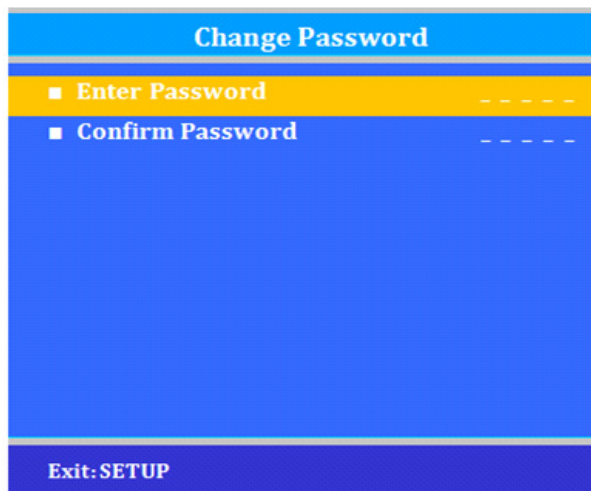 Change Password
■ Enter Password _ _ _ _ _
■ Confirm Password _ _ _ _ _
Exit: SETUP